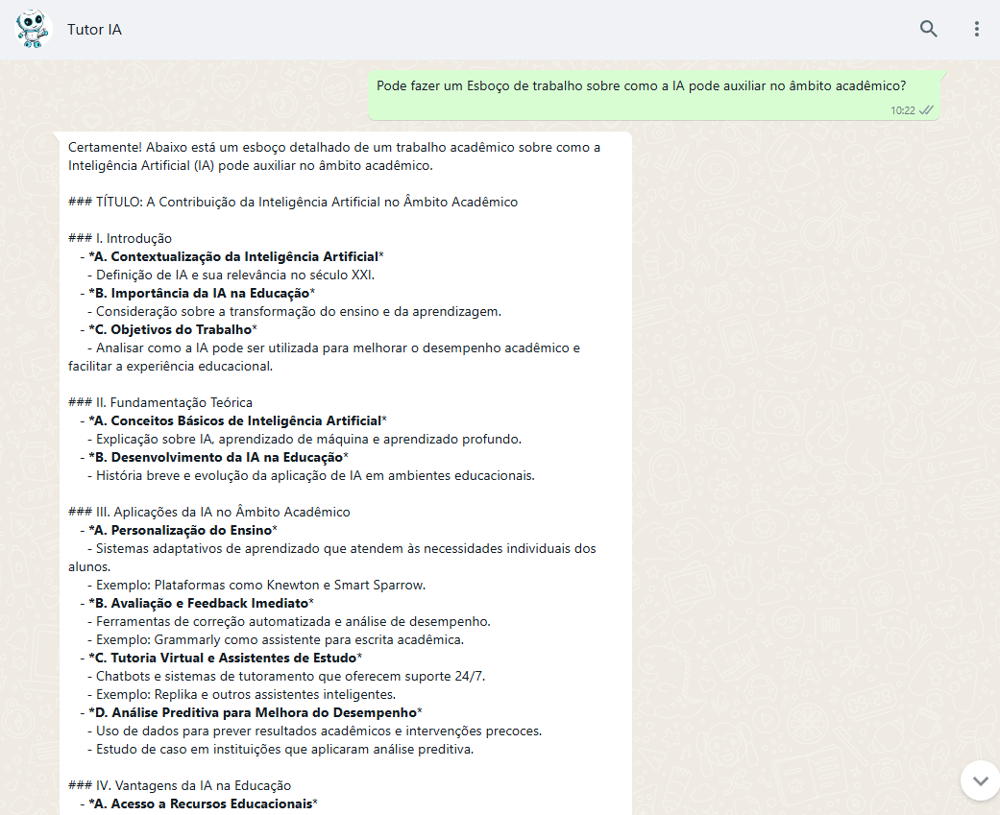 Tutor IA
Pode fazer um Esboço de trabalho sobre como a IA pode auxiliar no âmbito acadêmico?
10:22
Certamente! Abaixo está um esboço detalhado de um trabalho acadêmico sobre como a
Inteligência Artificial (IA) pode auxiliar no âmbito acadêmico.
### TÍTULO: A Contribuição da Inteligência Artificial no Âmbito Acadêmico
### I. Introdução
- *A. Contextualização da Inteligência Artificial*
- Definição de IA e sua relevância no século XXI.
- *B. Importância da IA na Educação*
- Consideração sobre a transformação do ensino e da aprendizagem.
- *C. Objetivos do Trabalho*
- Analisar como a IA pode ser utilizada para melhorar o desempenho acadêmico e
facilitar a experiência educacional.
### II. Fundamentação Teórica
- *A. Conceitos Básicos de Inteligência Artificial*
- Explicação sobre IA, aprendizado de máquina e aprendizado profundo.
- *B. Desenvolvimento da IA na Educação*
- História breve e evolução da aplicação de IA em ambientes educacionais.
### III. Aplicações da IA no Âmbito Acadêmico
- *A. Personalização do Ensino*
- Sistemas adaptativos de aprendizado que atendem às necessidades individuais dos
alunos.
- Exemplo: Plataformas como Knewton e Smart Sparrow.
- *B. Avaliação e Feedback Imediato*
- Ferramentas de correção automatizada e análise de desempenho.
- Exemplo: Grammarly como assistente para escrita acadêmica.
- *C. Tutoria Virtual e Assistentes de Estudo*
- Chatbots e sistemas de tutoramento que oferecem suporte 24/7.
- Exemplo: Replika e outros assistentes inteligentes.
- *D. Análise Preditiva para Melhora do Desempenho*
- Uso de dados para prever resultados acadêmicos e intervenções precoces.
- Estudo de caso em instituições que aplicaram análise preditiva.
### IV. Vantagens da IA na Educação
- *A. Acesso a Recursos Educacionais*